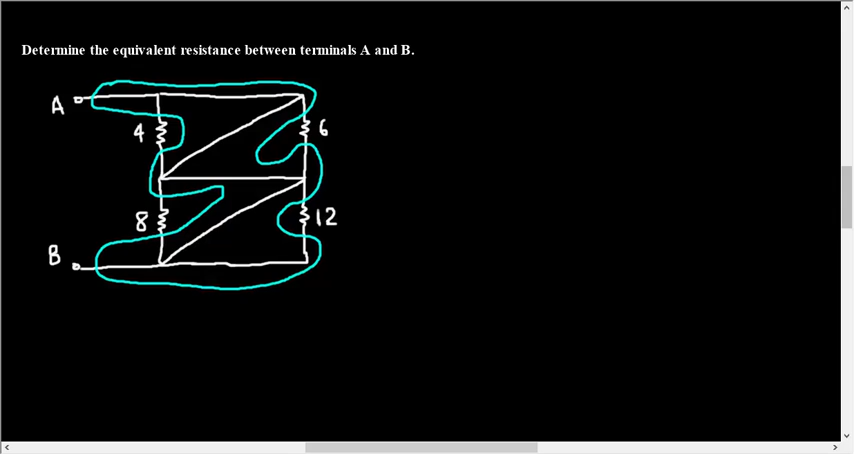 Determine the equivalent resistance between terminals A and B.
A
4
6
8
12
B